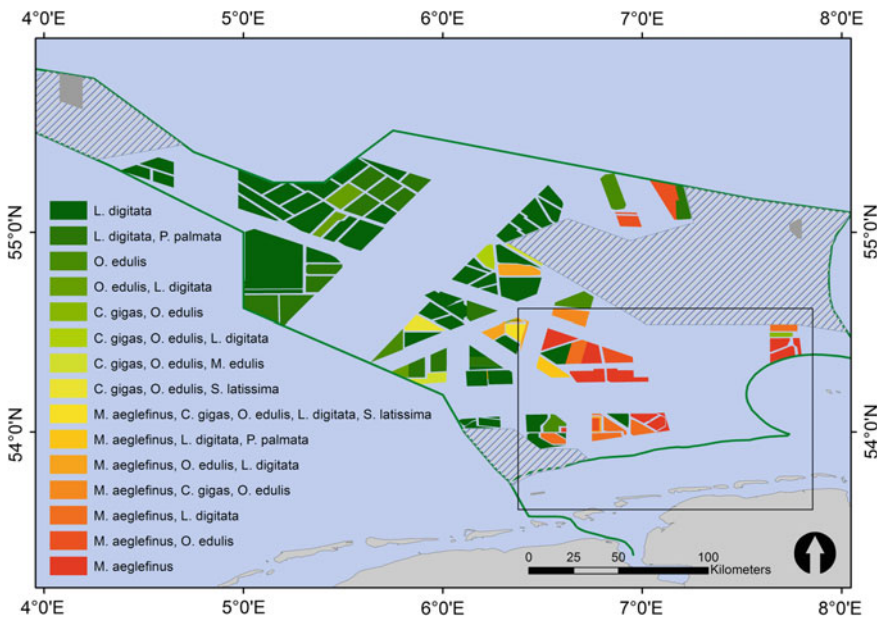 4°0'E 5°0'E 6°0'E 7°0'E 8°0'E
55°0'N 55°0'N
54°0'N 54°0'N
L. digitata
L. digitata, P. palmata
O. edulis
O. edulis, L. digitata
C. gigas, O. edulis
C. gigas, O. edulis, L. digitata
C. gigas, O. edulis, M. edulis
C. gigas, O. edulis, S. latissima
M. aeglefinus, C. gigas, O. edulis, L. digitata, S. latissima
M. aeglefinus, L. digitata, P. palmata
M. aeglefinus, O. edulis, L. digitata
M. aeglefinus, C. gigas, O. edulis
M. aeglefinus, L. digitata
M. aeglefinus, O. edulis
M. aeglefinus
0 25 50 100
Kilometers
4°0'E 5°0'E 6°0'E 7°0'E 8°0'E